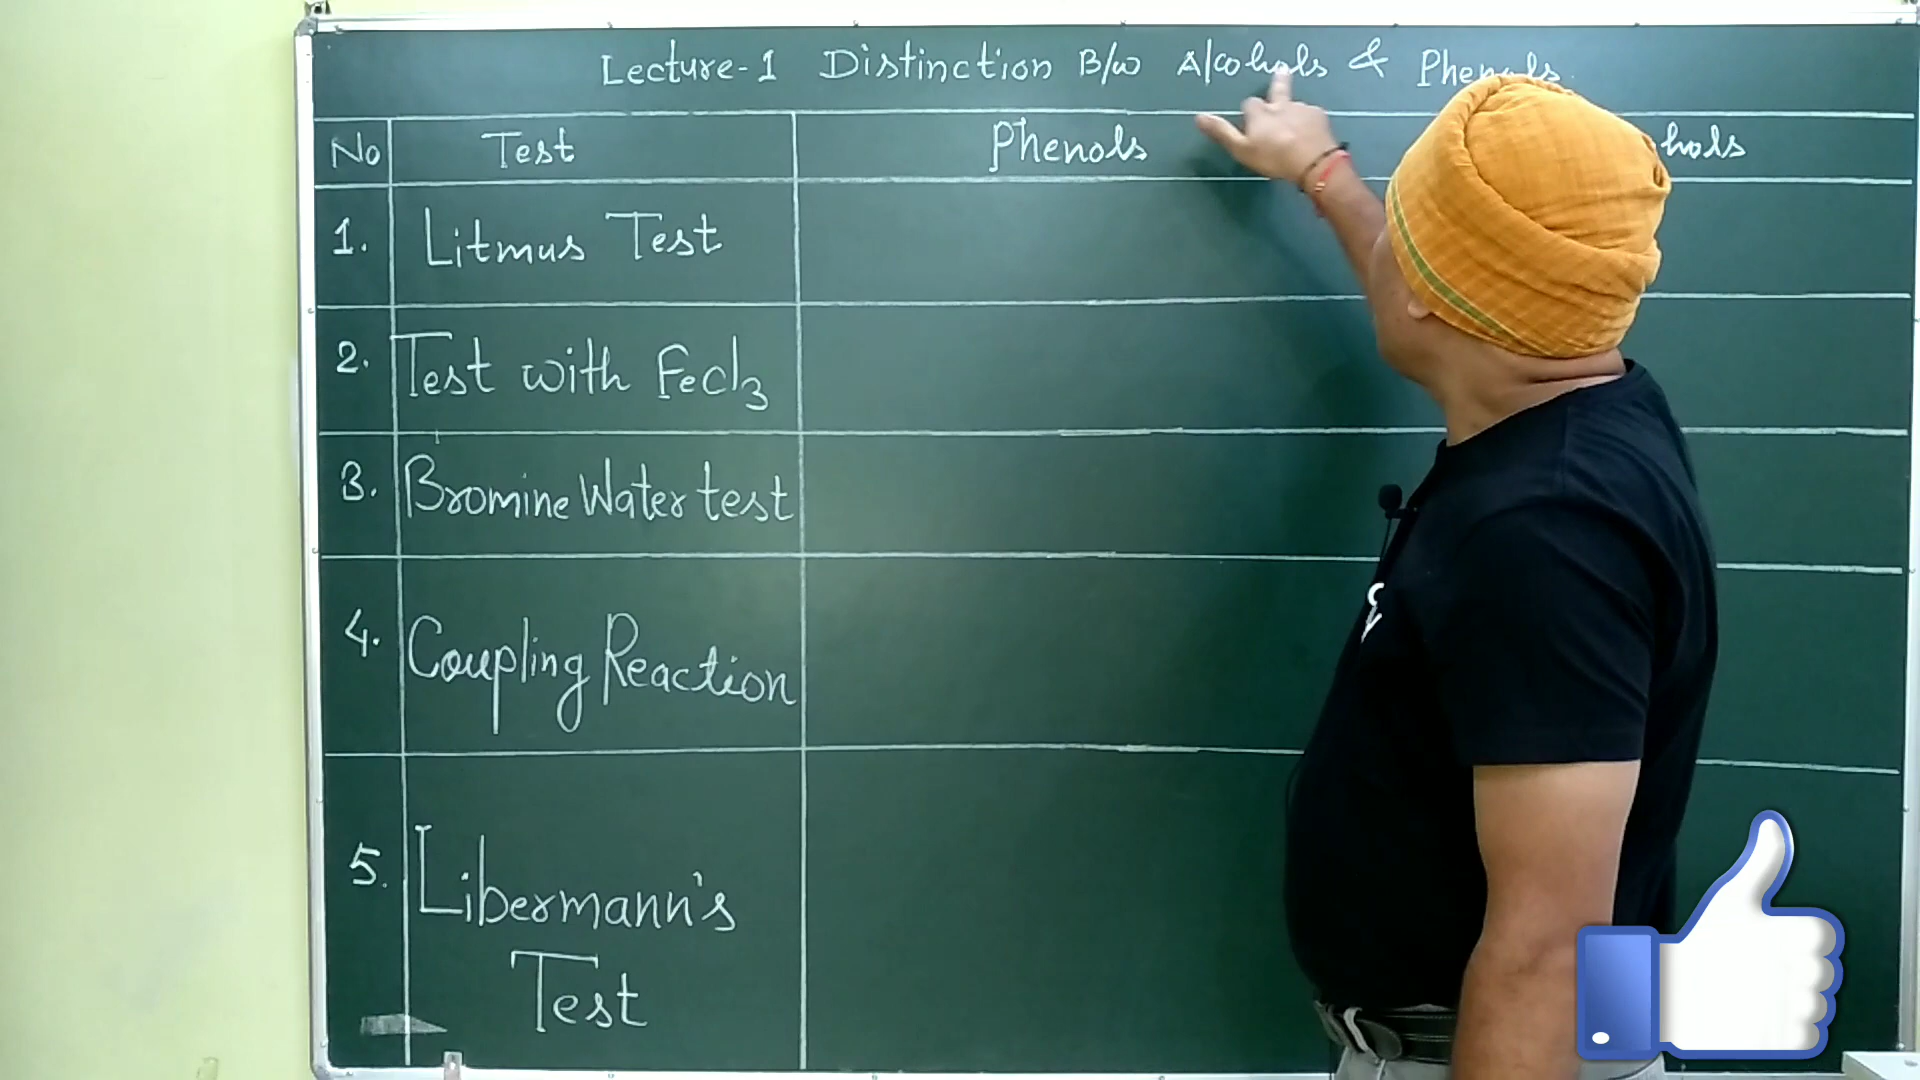 Lecture-1 Distinction B/w Alcohols & Phenols
No Test Phenols hols
1. Litmus Test
2. Test with FeCl3
3. Bromine Water test
4. Coupling Reaction
5. Libermann's
Test